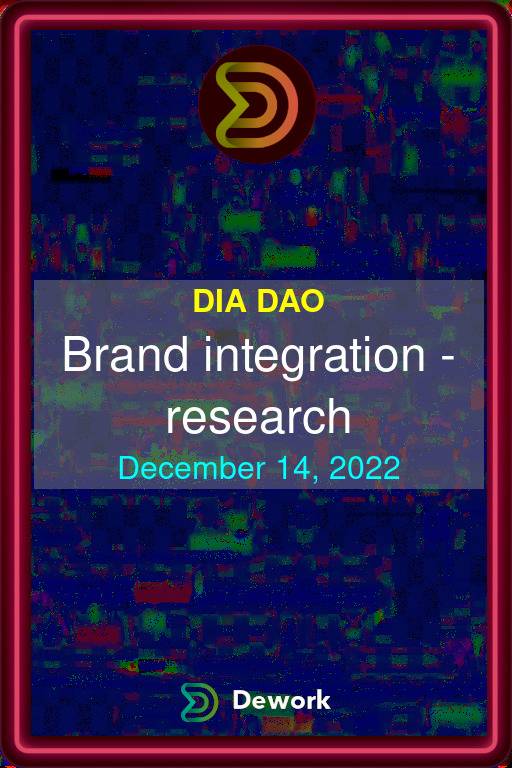 DIA DAO
Brand integration -
research
December 14, 2022
Dework